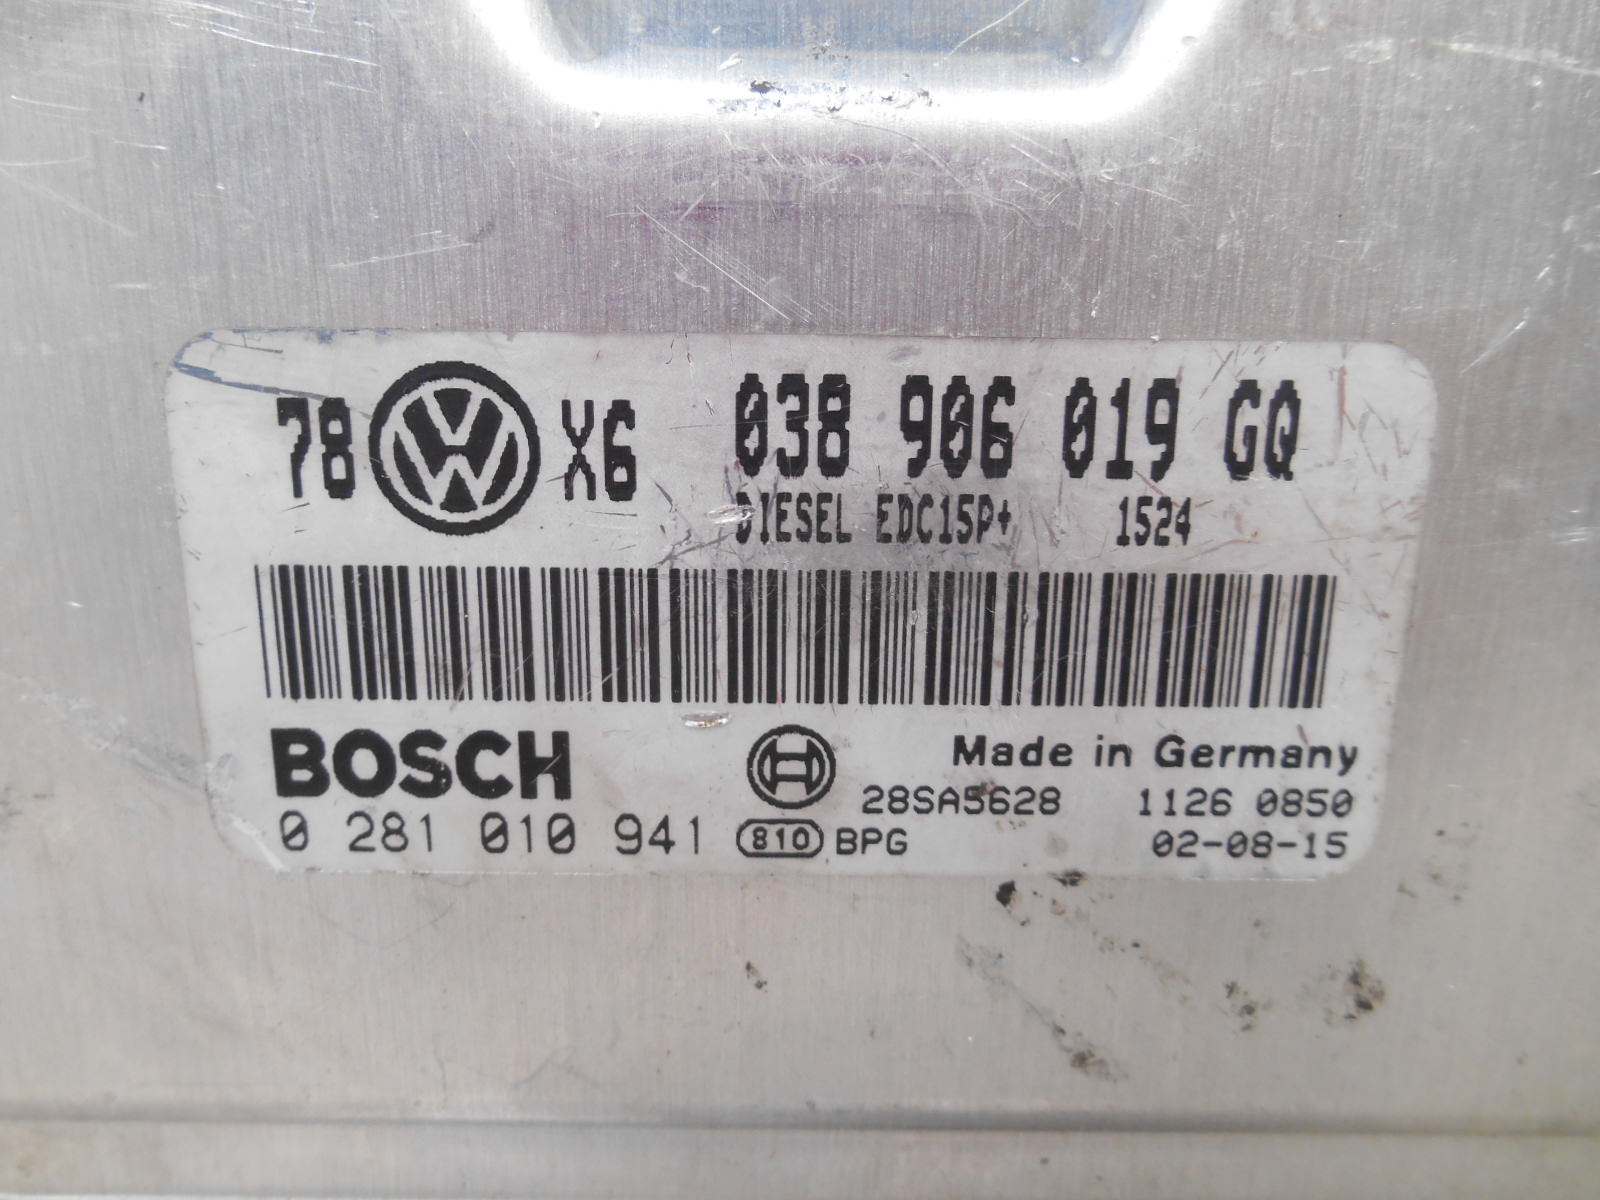 78 VW X6 038 906 019 GQ
DIESEL EDC15P+ 1524
BOSCH Made in Germany
28SA5628 1126 0850
0 281 010 941 810 BPG 02-08-15